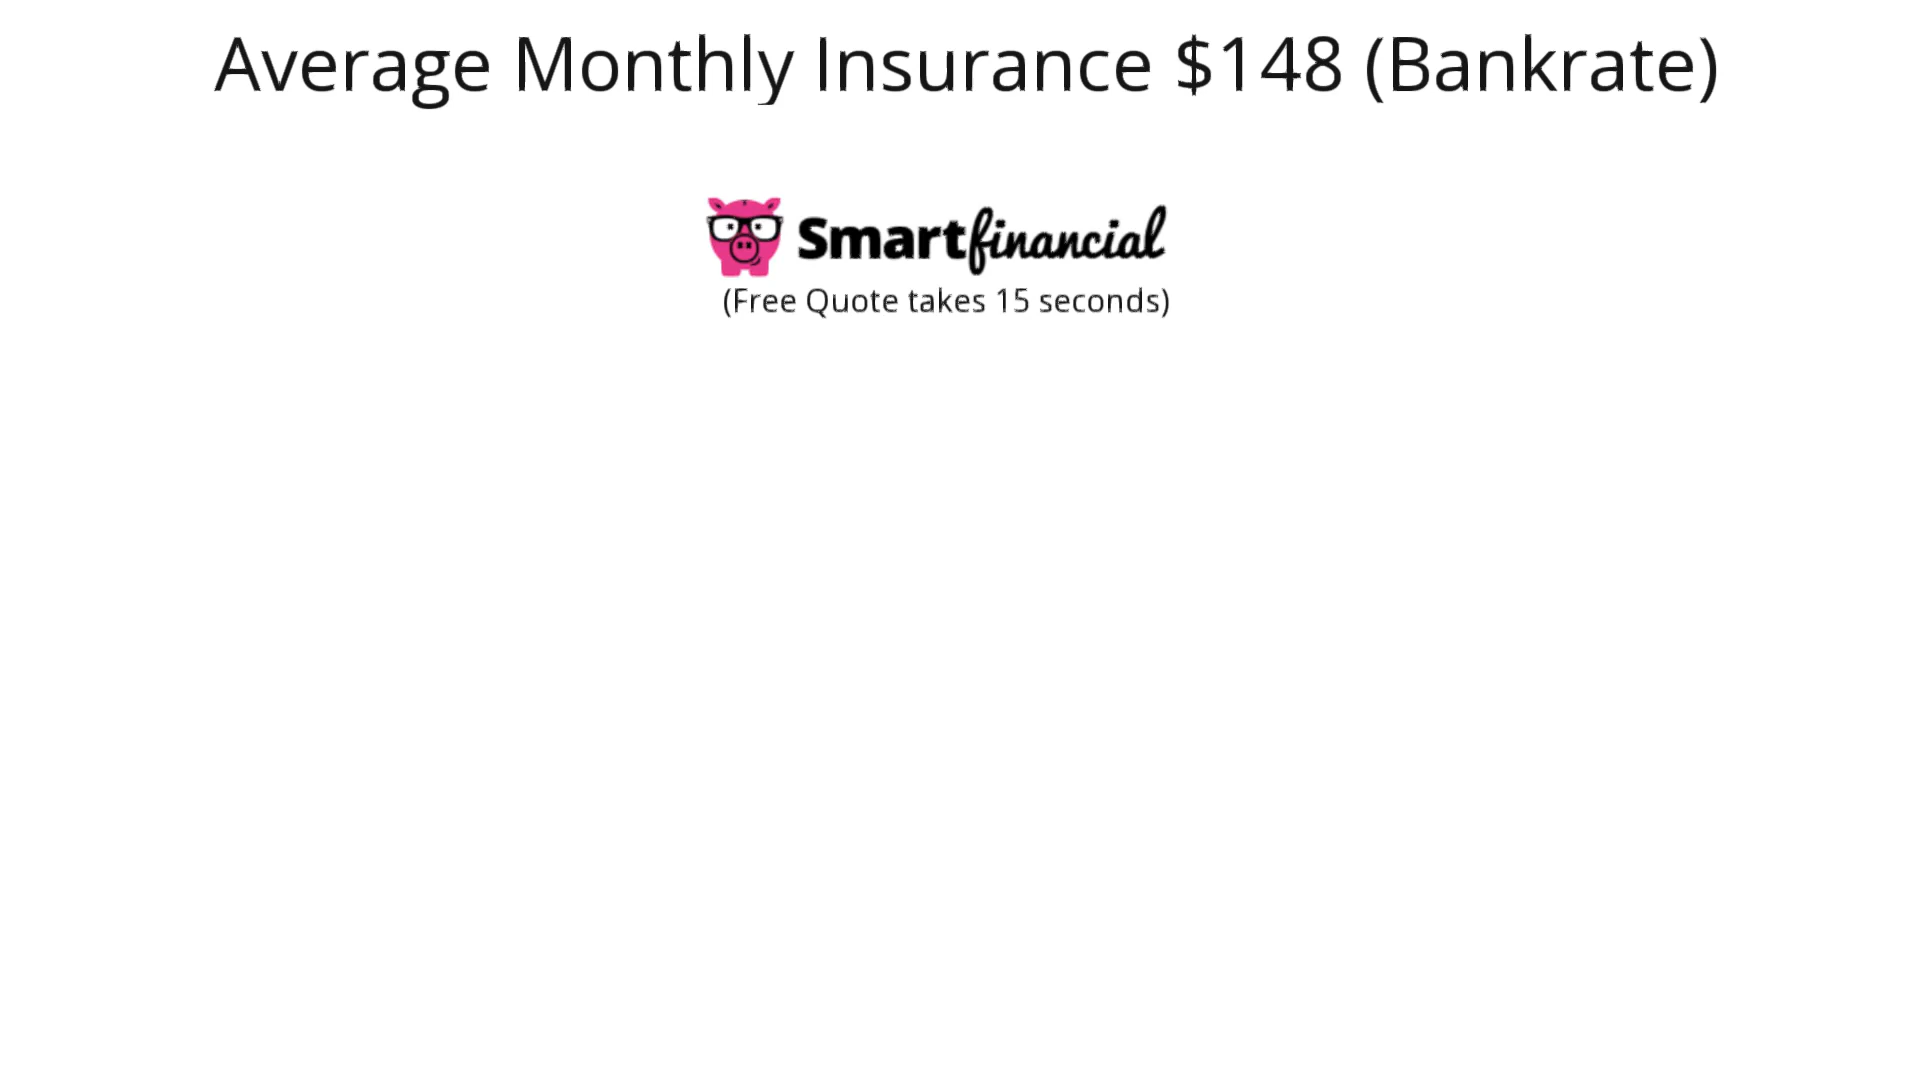 Average Monthly Insurance $148 (Bankrate)
Smartfinancial
(Free Quote takes 15 seconds)